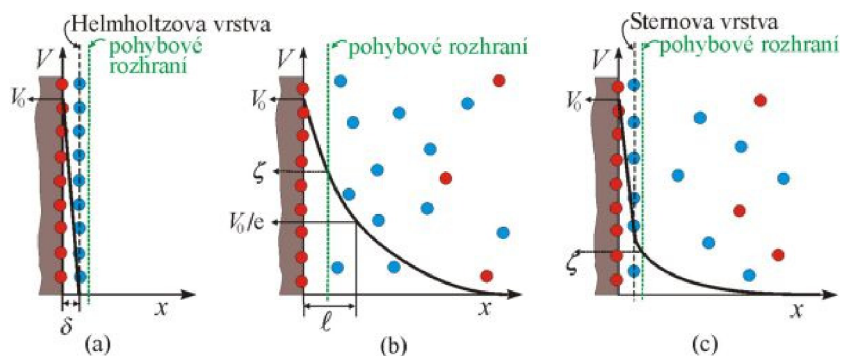 Helmholtzova vrstva
V
pohybové
rozhraní
V₀
δ
x
(a)
V
pohybové rozhraní
V₀
ζ
V₀/e
ℓ
x
(b)
Sternova vrstva
V
pohybové rozhraní
V₀
ζ
x
(c)